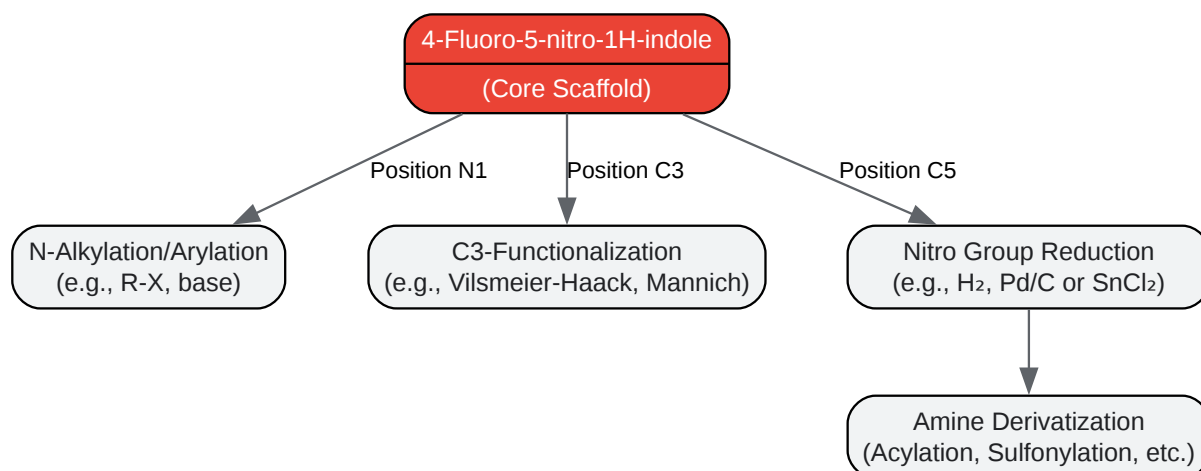 4-Fluoro-5-nitro-1H-indole
(Core Scaffold)
Position N1
Position C3
Position C5
N-Alkylation/Arylation
(e.g., R-X, base)
C3-Functionalization
(e.g., Vilsmeier-Haack, Mannich)
Nitro Group Reduction
(e.g., H₂, Pd/C or SnCl₂)
Amine Derivatization
(Acylation, Sulfonylation, etc.)